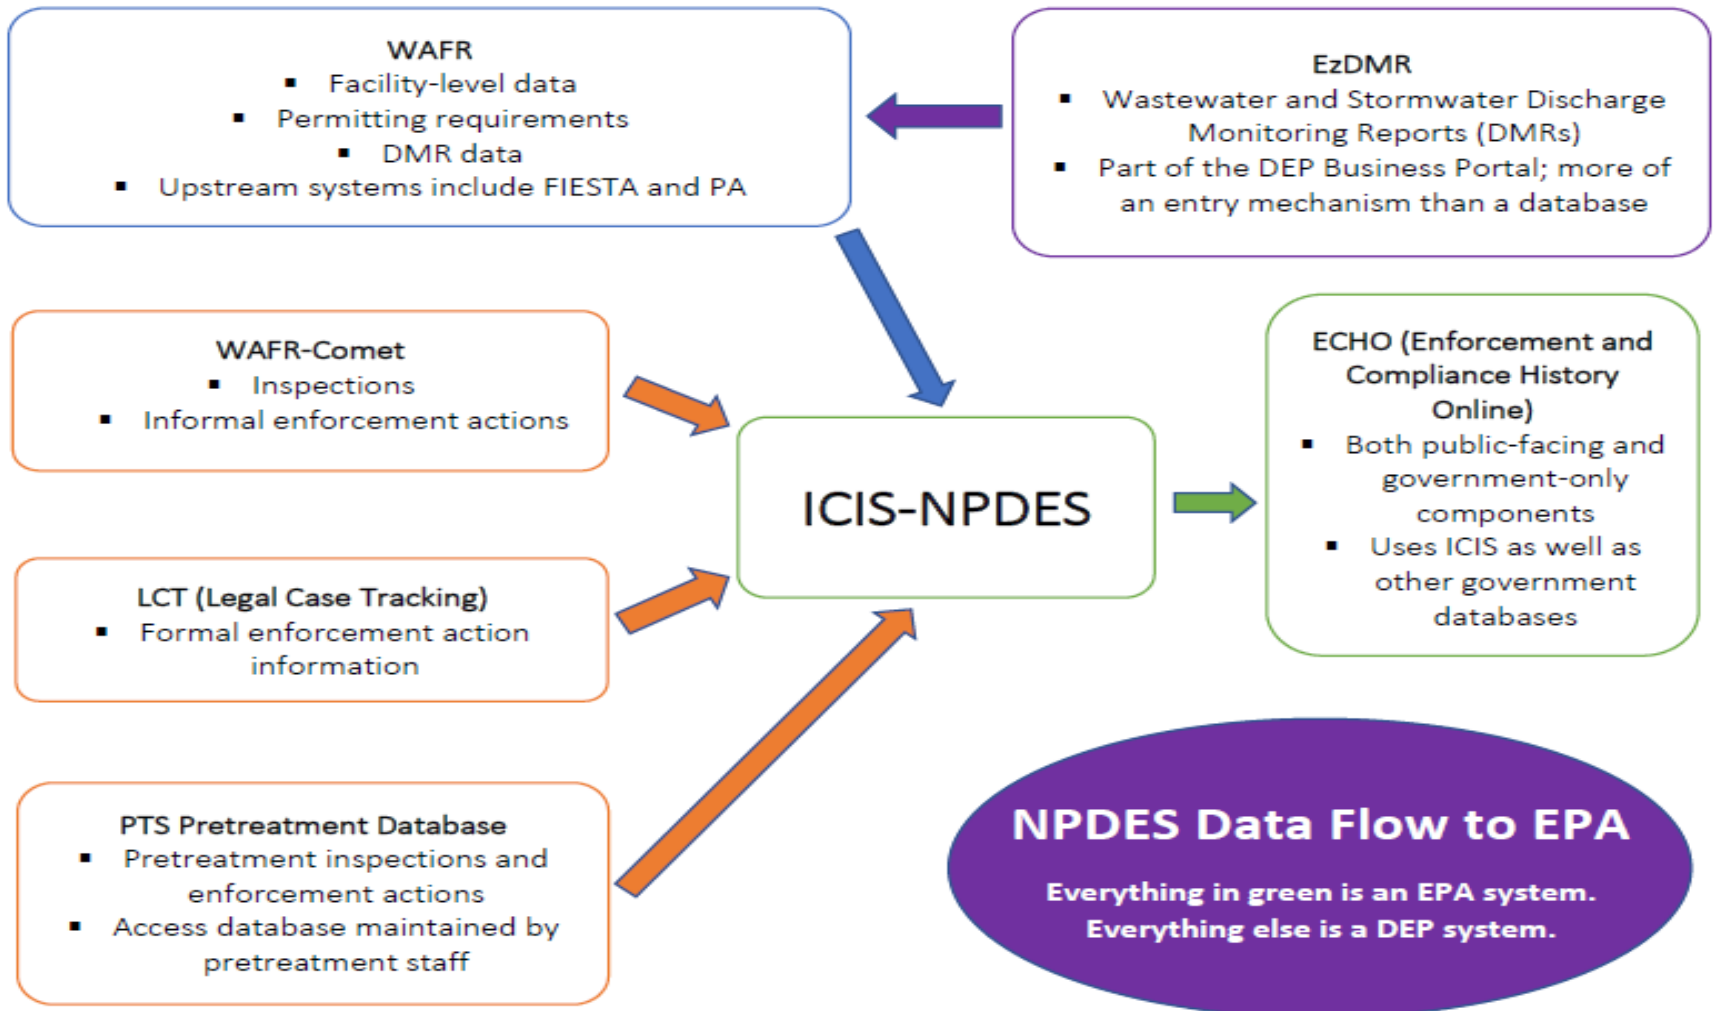 WAFR
▪ Facility-level data
▪ Permitting requirements
▪ DMR data
▪ Upstream systems include FIESTA and PA
EzDMR
▪ Wastewater and Stormwater Discharge
Monitoring Reports (DMRs)
▪ Part of the DEP Business Portal; more of
an entry mechanism than a database
WAFR-Comet
▪ Inspections
▪ Informal enforcement actions
ICIS-NPDES
ECHO (Enforcement and
Compliance History
Online)
▪ Both public-facing and
government-only
components
▪ Uses ICIS as well as
other government
databases
LCT (Legal Case Tracking)
▪ Formal enforcement action
information
PTS Pretreatment Database
▪ Pretreatment inspections and
enforcement actions
▪ Access database maintained by
pretreatment staff
NPDES Data Flow to EPA
Everything in green is an EPA system.
Everything else is a DEP system.